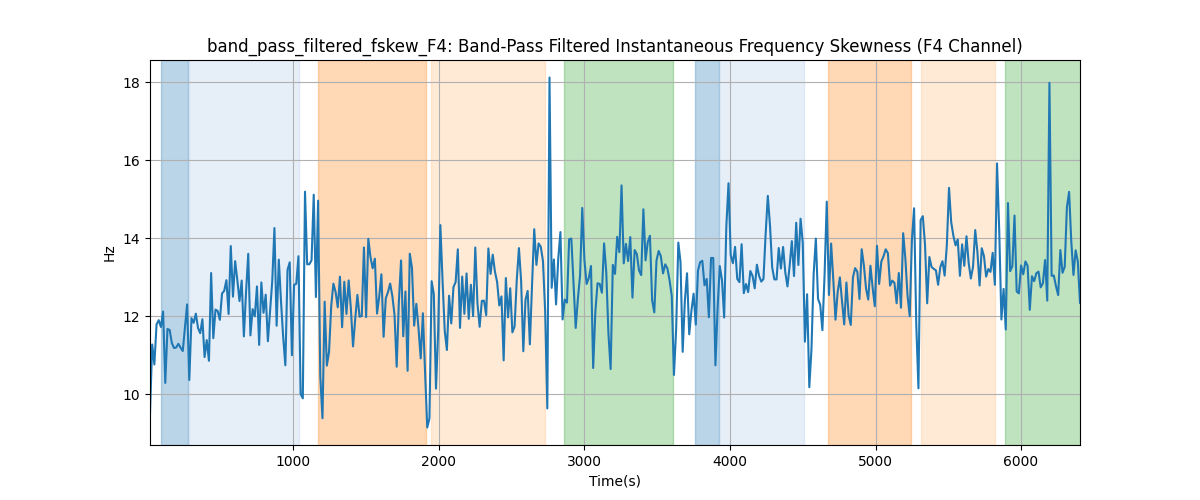 band_pass_filtered_fskew_F4: Band-Pass Filtered Instantaneous Frequency Skewness (F4 Channel)
18
16
14
12
10
Hz
1000 2000 3000 4000 5000 6000
Time(s)